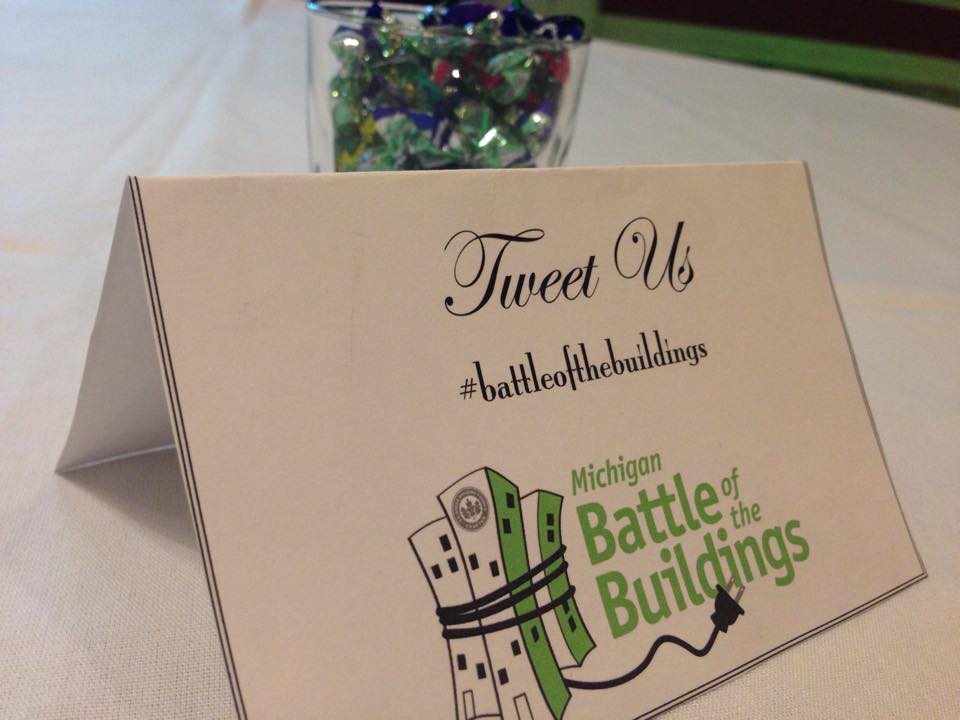 Tweet Us
#battleofthebuildings
Michigan
Battle of the
Buildings